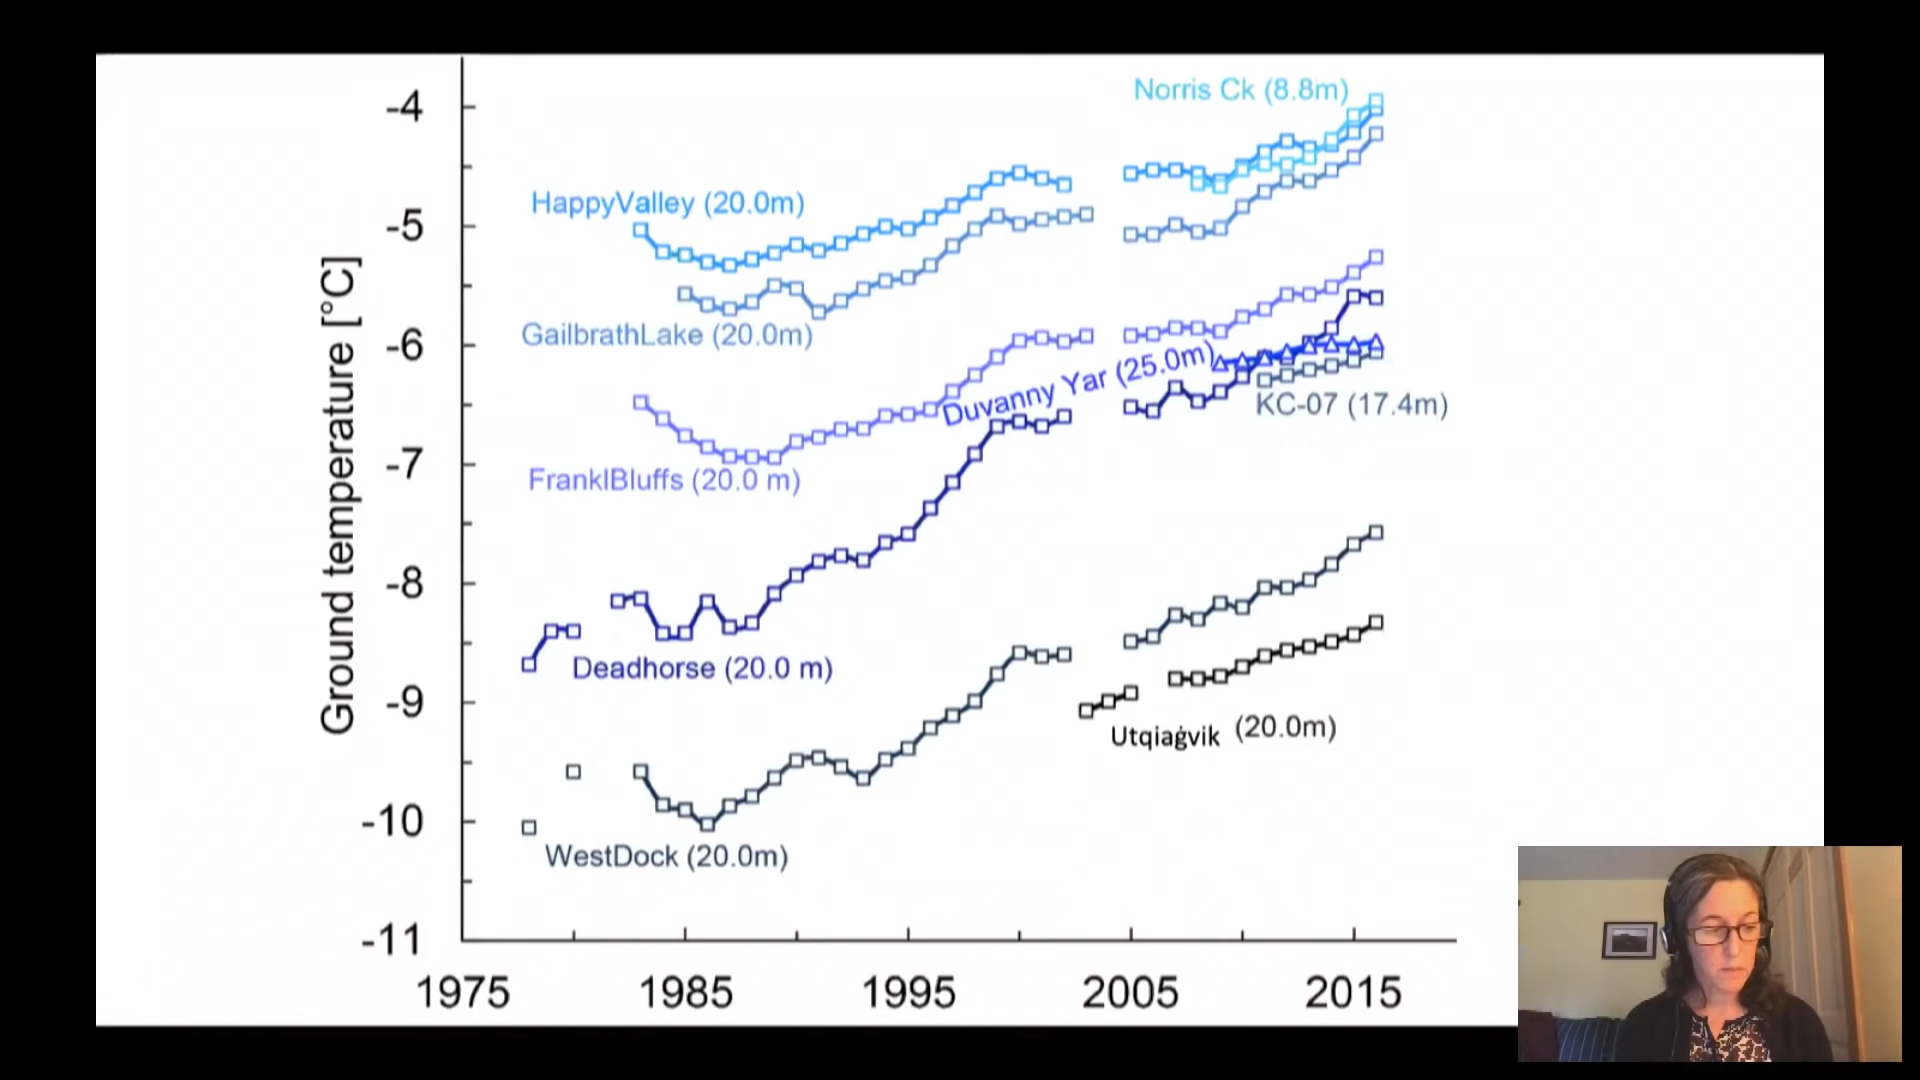 Norris Ck (8.8m)
-4
HappyValley (20.0m)
-5
GailbrathLake (20.0m)
-6
Duvanny Yar (25.0m)
KC-07 (17.4m)
-7
FranklBluffs (20.0 m)
Ground temperature [°C]
-8
Deadhorse (20.0 m)
-9
Utqiaġvik (20.0m)
-10
WestDock (20.0m)
-11
1975 1985 1995 2005 2015